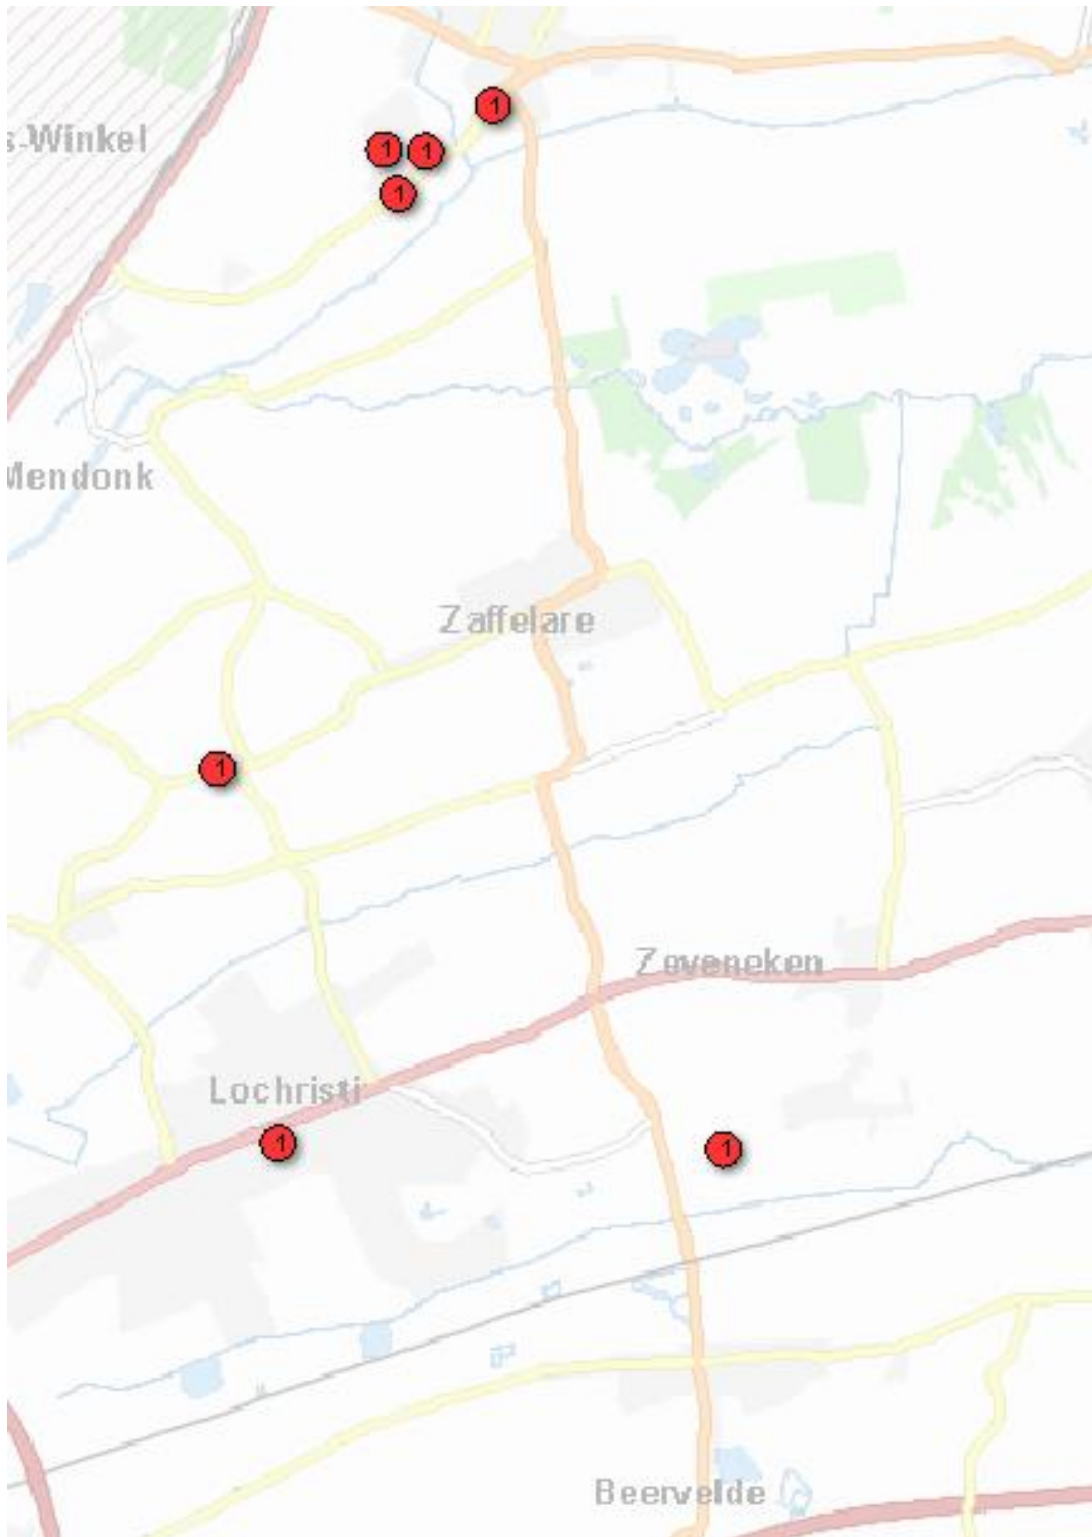 1
s-Winkel
1
1
1
Mendonk
Zaffelare
1
Zeveneken
Lochristi
1
1
Beervelde